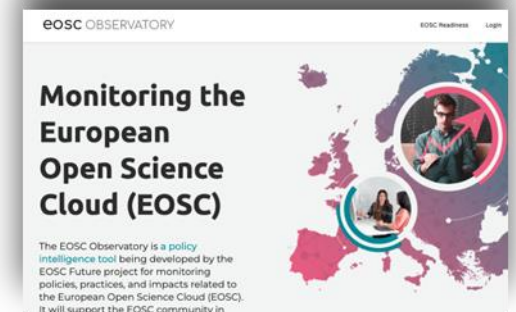 eosc OBSERVATORY
EOSC Readiness Login
Monitoring the
European
Open Science
Cloud (EOSC)
The EOSC Observatory is a policy
intelligence tool being developed by the
EOSC Future project for monitoring
policies, practices, and impacts related to
the European Open Science Cloud (EOSC).
It will support the EOSC community in